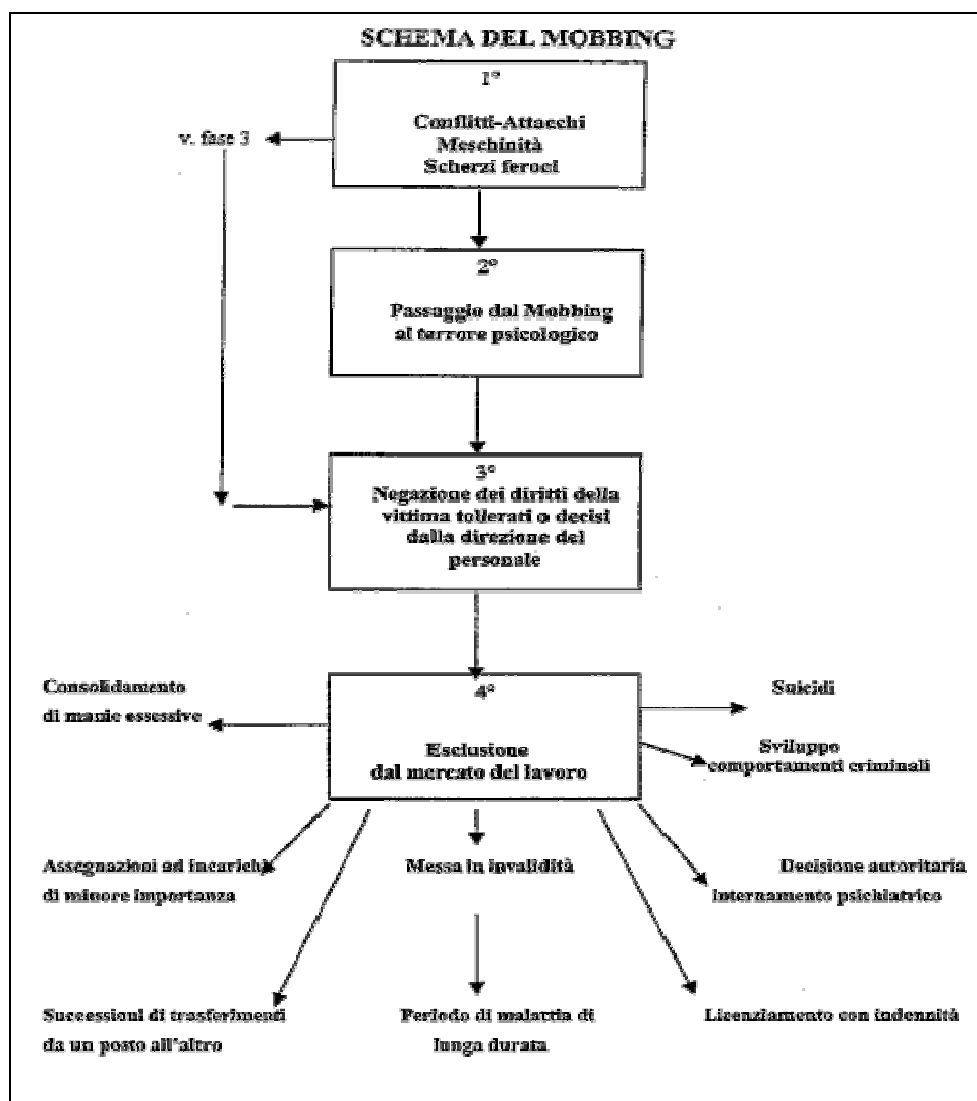 SCHEMA DEL MOBBING
1°
Conflitti-Attacchi
Meschinità
Scherzi feroci
v. fase 3
2°
Passaggio dal Mobbing
al terrore psicologico
3°
Negazione dei diritti della
vittima tollerati o decisi
dalla direzione del
personale
4°
Esclusione
dal mercato del lavoro
Consolidamento
di manie essessive
Suicidi
Sviluppo
comportamenti criminali
Assegnazioni ad incarichi
di minore importanza
Messa in invalidità
Decisione autoritaria
internamento psichiatrico
Successioni di trasferimenti
da un posto all'altro
Periodo di malattia di
lunga durata
Licenziamento con indennità